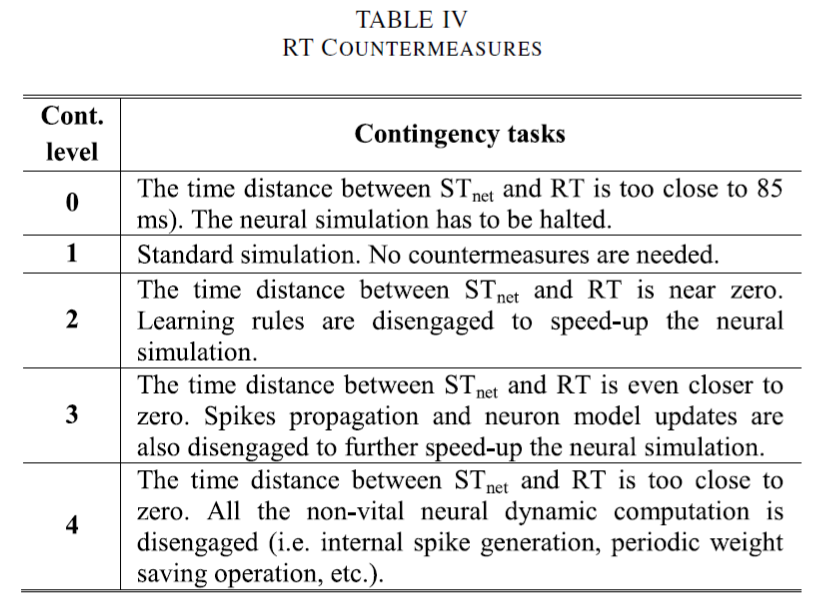 TABLE IV
RT COUNTERMEASURES
Cont.
level
Contingency tasks
0
The time distance between STnet and RT is too close to 85
ms). The neural simulation has to be halted.
1
Standard simulation. No countermeasures are needed.
2
The time distance between STnet and RT is near zero.
Learning rules are disengaged to speed-up the neural
simulation.
3
The time distance between STnet and RT is even closer to
zero. Spikes propagation and neuron model updates are
also disengaged to further speed-up the neural simulation.
4
The time distance between STnet and RT is too close to
zero. All the non-vital neural dynamic computation is
disengaged (i.e. internal spike generation, periodic weight
saving operation, etc.).